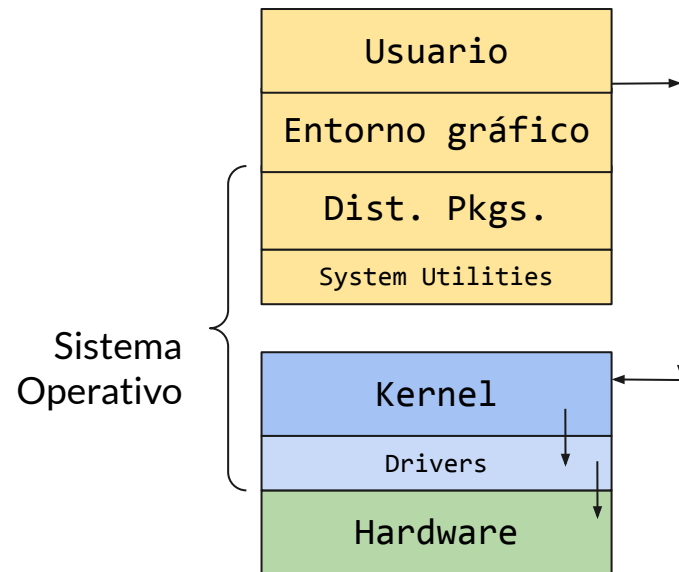 Usuario
Entorno gráfico
Dist. Pkgs.
System Utilities
Sistema
Operativo
Kernel
Drivers
Hardware